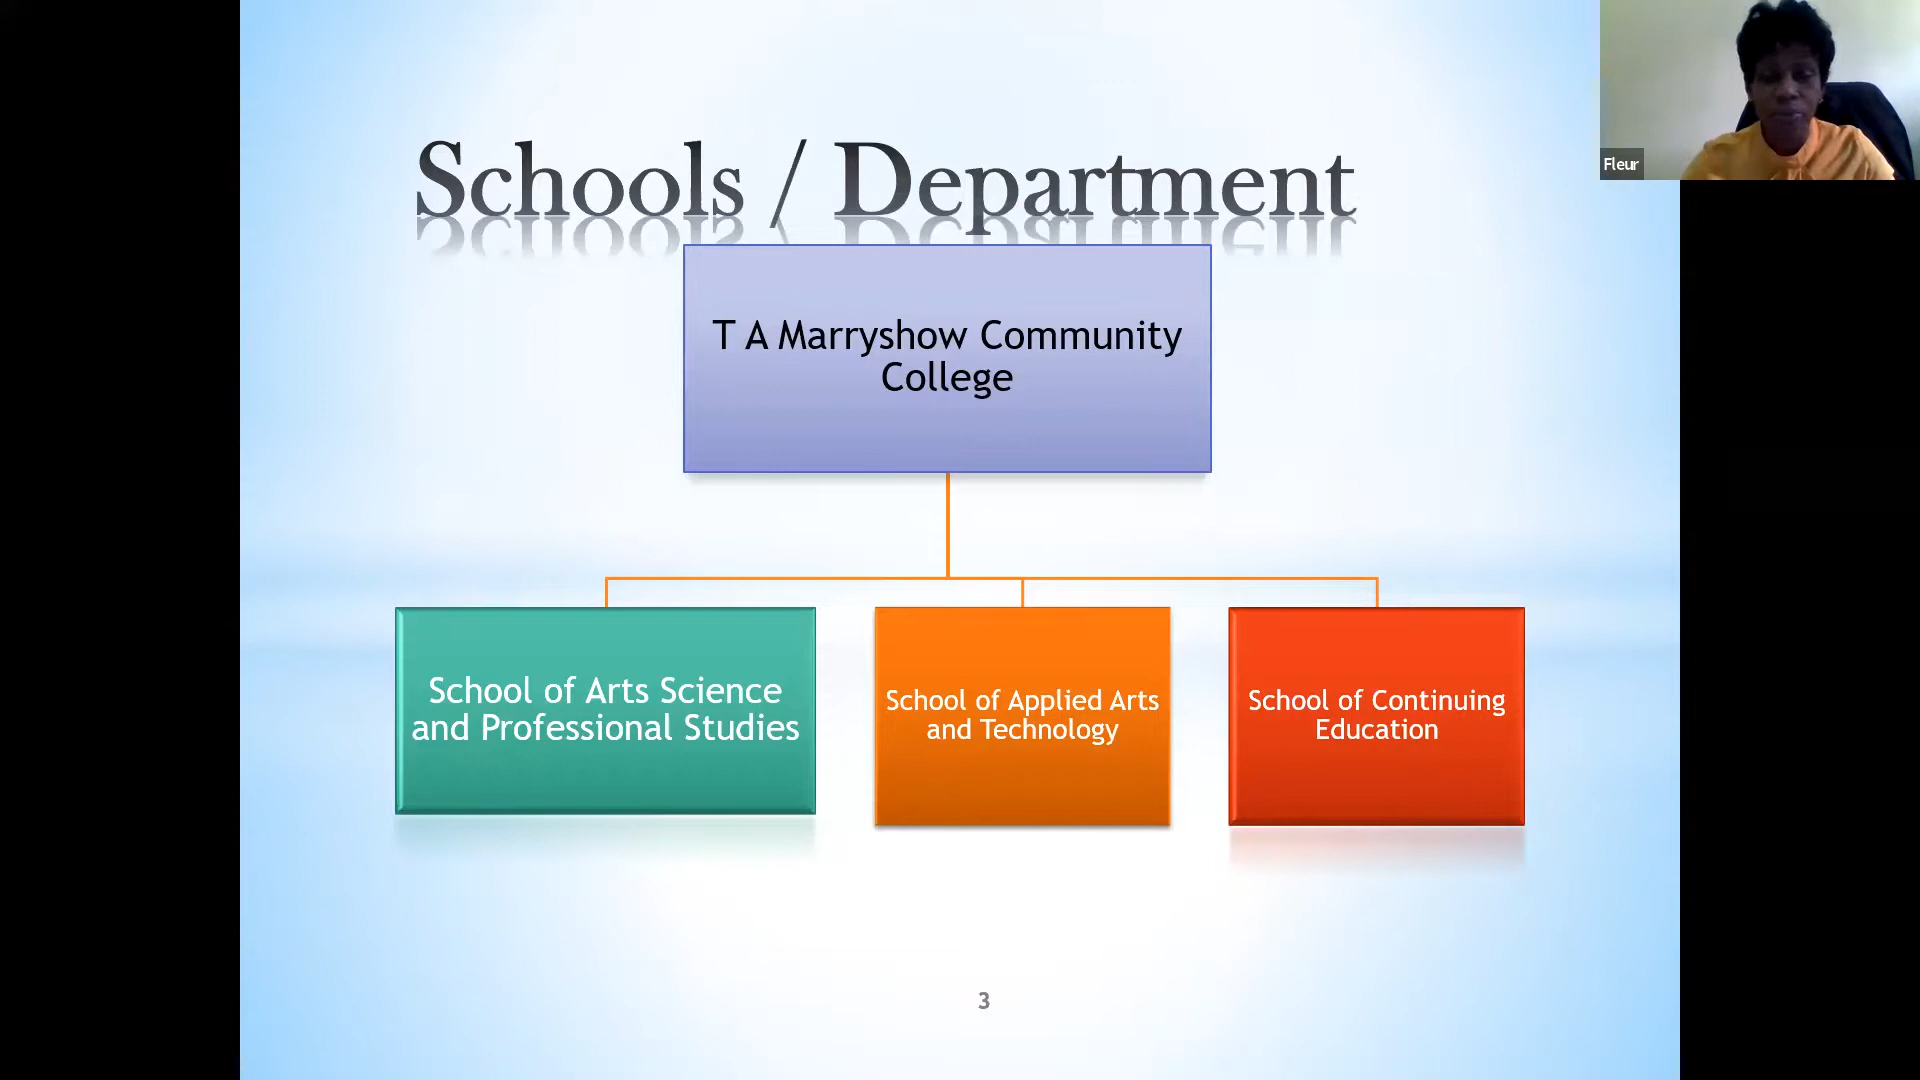 Schools / Department
Fleur
T A Marryshow Community
College
School of Arts Science
and Professional Studies
School of Applied Arts
and Technology
School of Continuing
Education
3